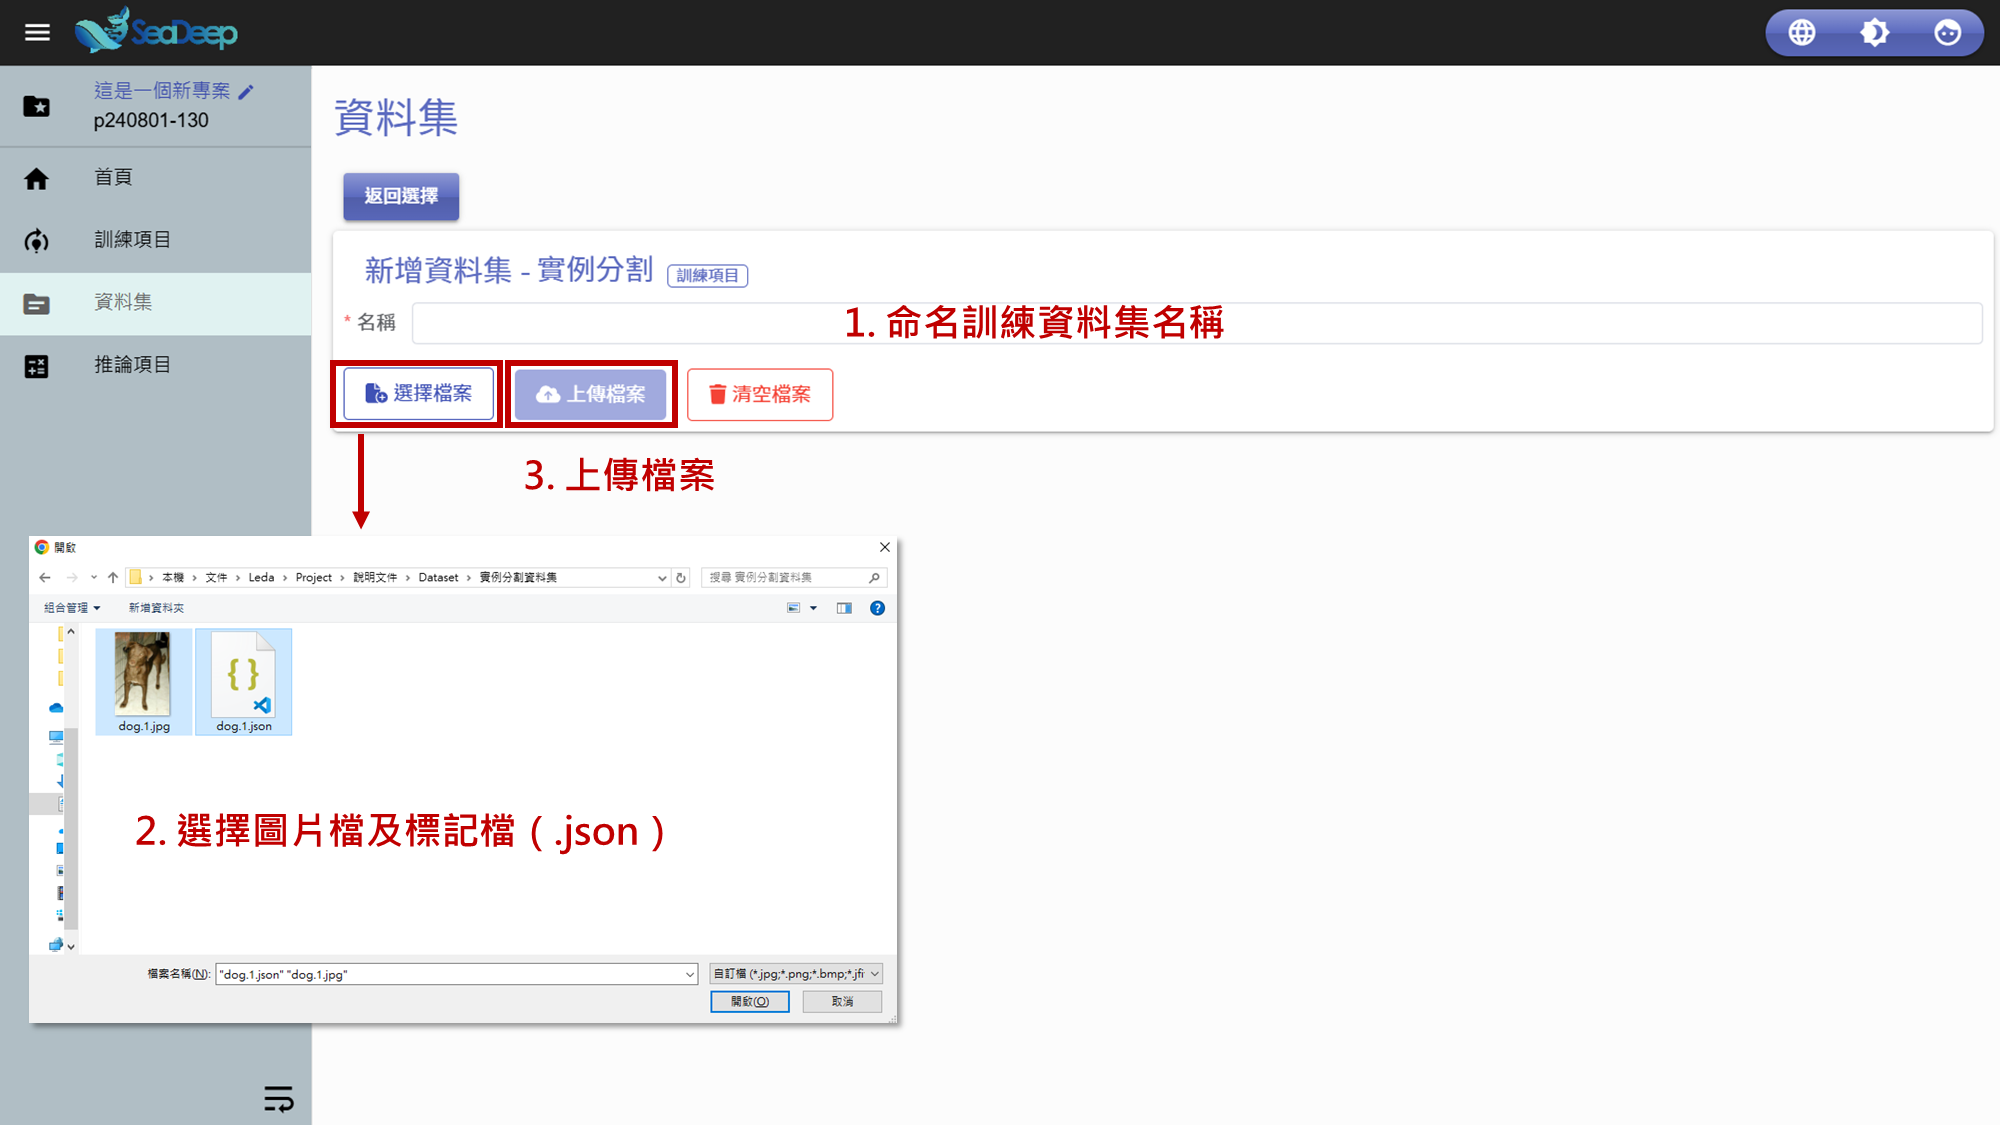 SeaDeep
這是一個新專案
p240801-130
首頁
訓練項目
資料集
推論項目
資料集
返回選擇
新增資料集 - 實例分割 訓練項目
* 名稱
1. 命名訓練資料集名稱
選擇檔案 上傳檔案 清空檔案
3. 上傳檔案
開啟
本機 › 文件 › Leda › Project › 說明文件 › Dataset › 實例分割資料集
搜尋 實例分割資料集
組合管理 新增資料夾
dog.1.jpg dog.1.json
2. 選擇圖片檔及標記檔（.json）
檔案名稱(N): "dog.1.json" "dog.1.jpg" 自訂檔 (*.jpg;*.png;*.bmp;*.jfi
開啟(O) 取消